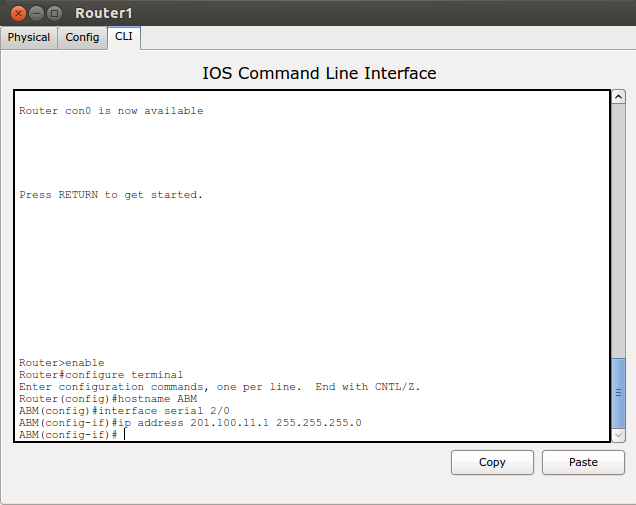 Router1
Physical Config CLI
IOS Command Line Interface
Router con0 is now available
Press RETURN to get started.
Router>enable
Router#configure terminal
Enter configuration commands, one per line.  End with CNTL/Z.
Router(config)#hostname ABM
ABM(config)#interface serial 2/0
ABM(config-if)#ip address 201.100.11.1 255.255.255.0
ABM(config-if)#
Copy Paste